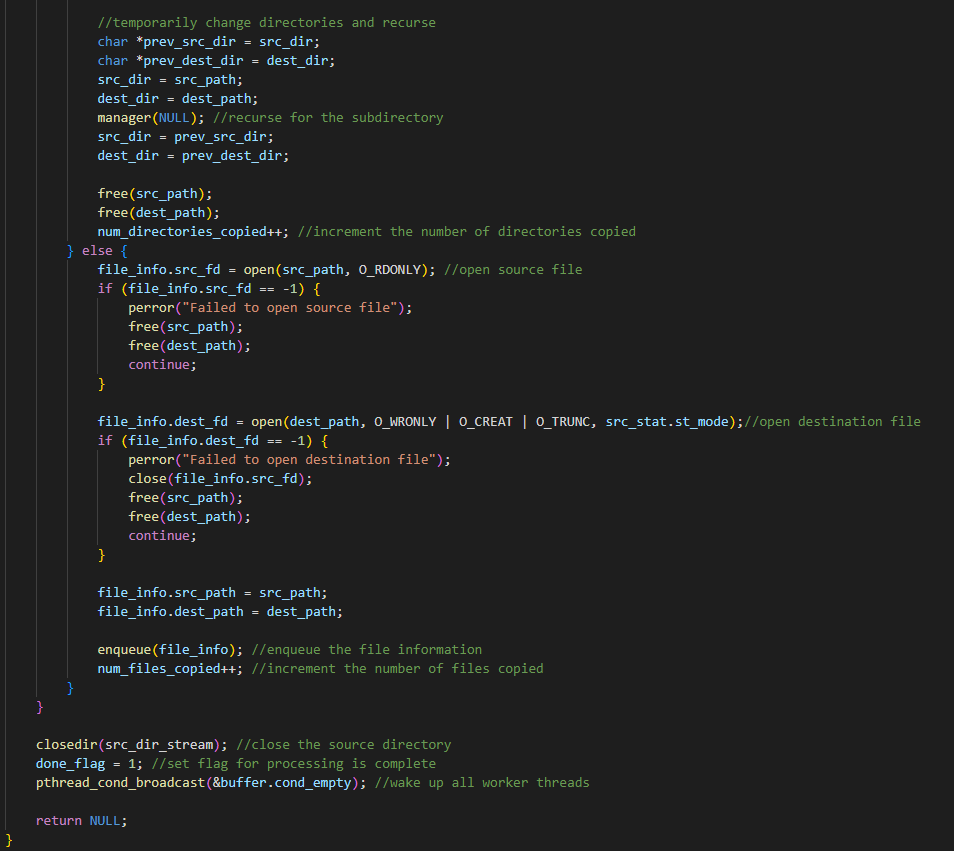 //temporarily change directories and recurse
char *prev_src_dir = src_dir;
char *prev_dest_dir = dest_dir;
src_dir = src_path;
dest_dir = dest_path;
manager(NULL); //recurse for the subdirectory
src_dir = prev_src_dir;
dest_dir = prev_dest_dir;
free(src_path);
free(dest_path);
num_directories_copied++; //increment the number of directories copied
} else {
file_info.src_fd = open(src_path, O_RDONLY); //open source file
if (file_info.src_fd == -1) {
perror("Failed to open source file");
free(src_path);
free(dest_path);
continue;
}
file_info.dest_fd = open(dest_path, O_WRONLY | O_CREAT | O_TRUNC, src_stat.st_mode);//open destination file
if (file_info.dest_fd == -1) {
perror("Failed to open destination file");
close(file_info.src_fd);
free(src_path);
free(dest_path);
continue;
}
file_info.src_path = src_path;
file_info.dest_path = dest_path;
enqueue(file_info); //enqueue the file information
num_files_copied++; //increment the number of files copied
}
}
closedir(src_dir_stream); //close the source directory
done_flag = 1; //set flag for processing is complete
pthread_cond_broadcast(&buffer.cond_empty); //wake up all worker threads
return NULL;
}